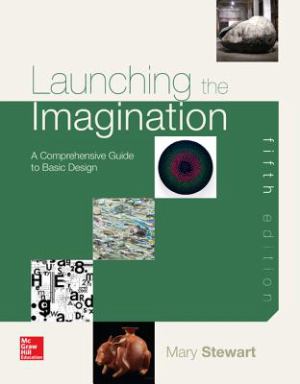 Launching the
Imagination
A Comprehensive Guide
to Basic Design
fifth edition
Mc
Graw
Hill
Education
Mary Stewart